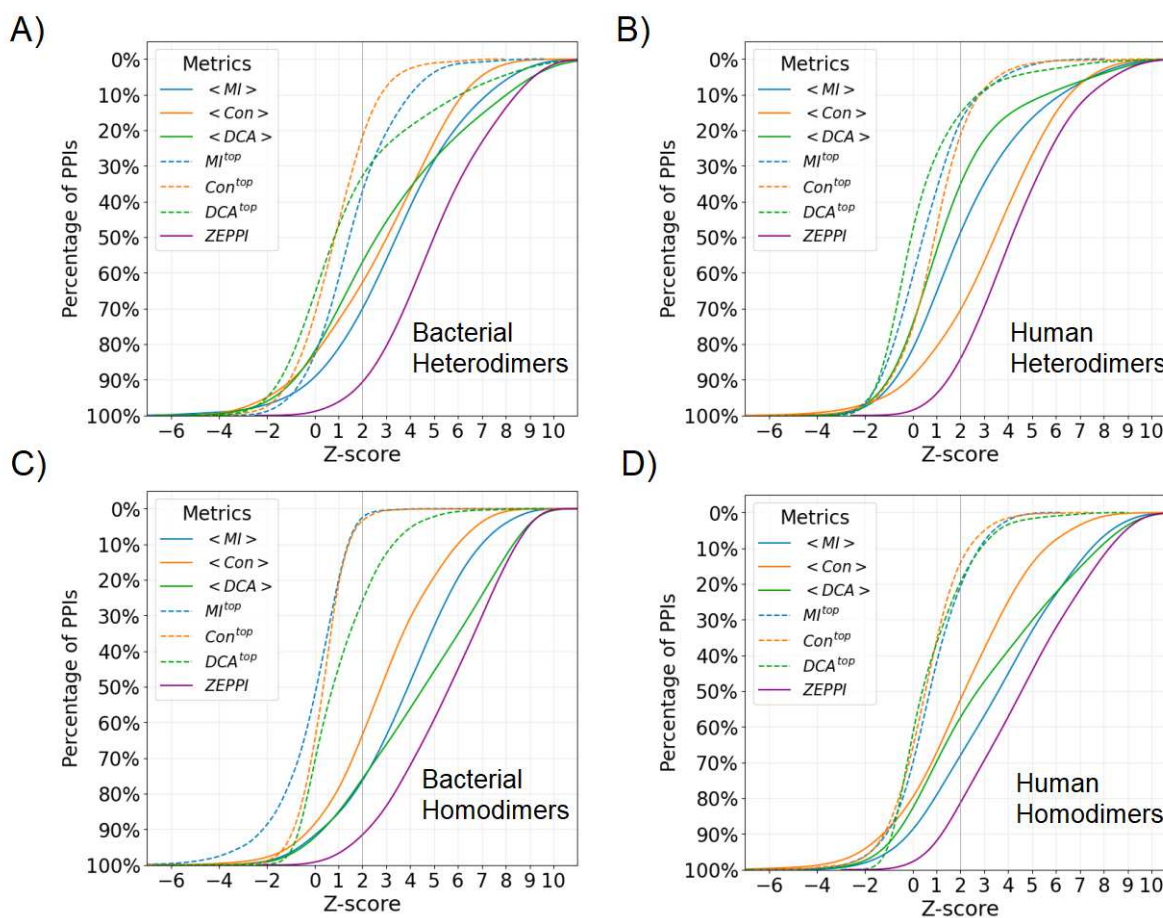 A)
0%
10%
20%
30%
40%
50%
60%
70%
80%
90%
100%
Percentage of PPIs
Metrics
< MI >
< Con >
< DCA >
MI^top
Con^top
DCA^top
ZEPPI
Bacterial
Heterodimers
−6 −4 −2 0 1 2 3 4 5 6 7 8 9 10
Z-score
B)
0%
10%
20%
30%
40%
50%
60%
70%
80%
90%
100%
Percentage of PPIs
Metrics
< MI >
< Con >
< DCA >
MI^top
Con^top
DCA^top
ZEPPI
Human
Heterodimers
−6 −4 −2 0 1 2 3 4 5 6 7 8 9 10
Z-score
C)
0%
10%
20%
30%
40%
50%
60%
70%
80%
90%
100%
Percentage of PPIs
Metrics
< MI >
< Con >
< DCA >
MI^top
Con^top
DCA^top
ZEPPI
Bacterial
Homodimers
−6 −4 −2 0 1 2 3 4 5 6 7 8 9 10
Z-score
D)
0%
10%
20%
30%
40%
50%
60%
70%
80%
90%
100%
Percentage of PPIs
Metrics
< MI >
< Con >
< DCA >
MI^top
Con^top
DCA^top
ZEPPI
Human
Homodimers
−6 −4 −2 0 1 2 3 4 5 6 7 8 9 10
Z-score